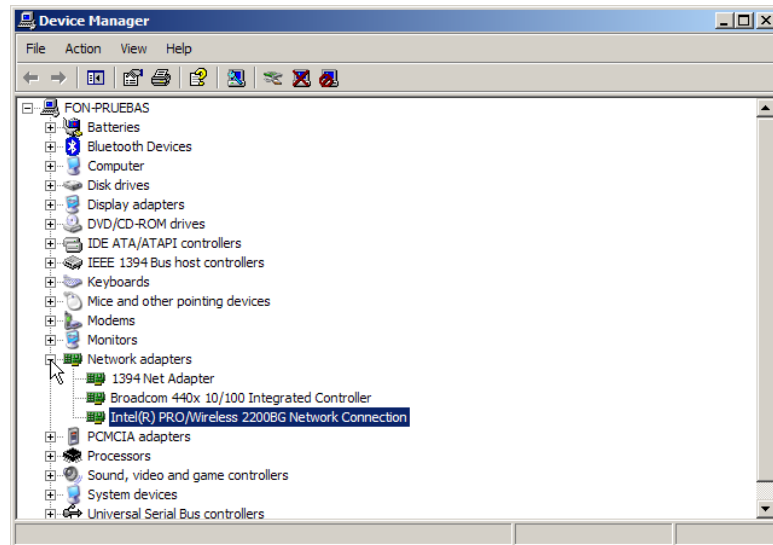 Device Manager
File Action View Help
FON-PRUEBAS
Batteries
Bluetooth Devices
Computer
Disk drives
Display adapters
DVD/CD-ROM drives
IDE ATA/ATAPI controllers
IEEE 1394 Bus host controllers
Keyboards
Mice and other pointing devices
Modems
Monitors
Network adapters
1394 Net Adapter
Broadcom 440x 10/100 Integrated Controller
Intel(R) PRO/Wireless 2200BG Network Connection
PCMCIA adapters
Processors
Sound, video and game controllers
System devices
Universal Serial Bus controllers